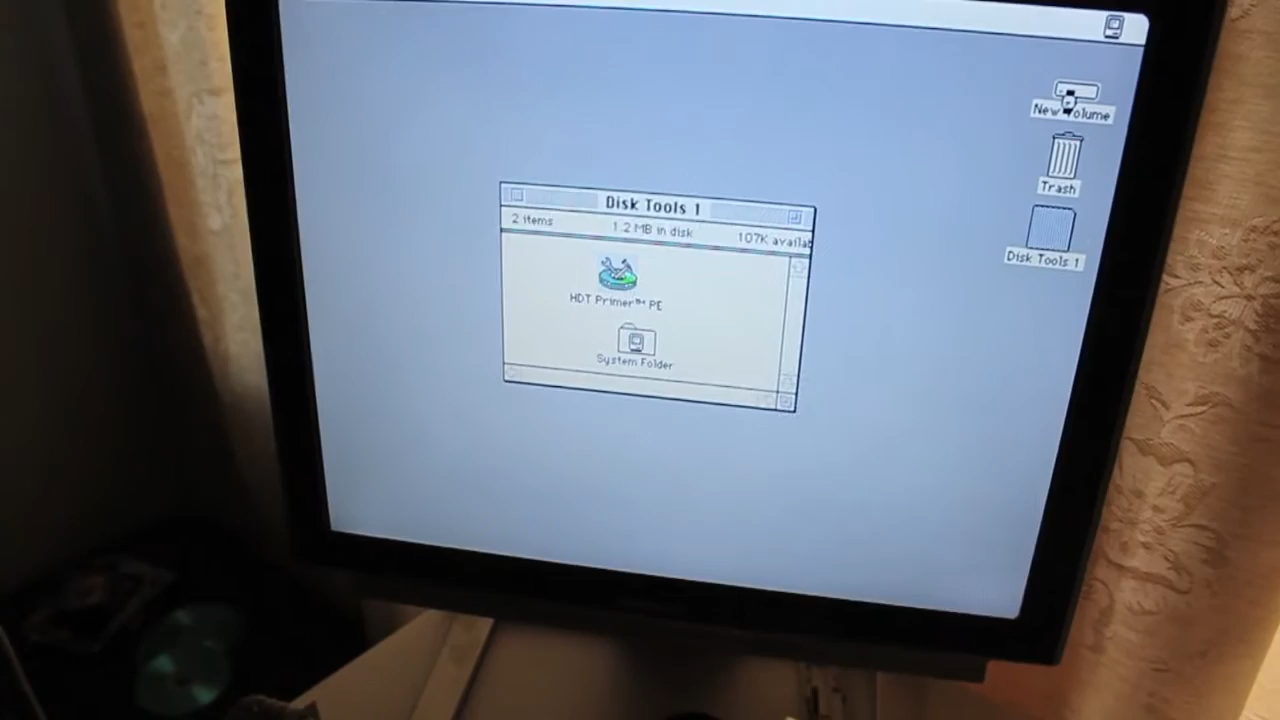 New Volume
Trash
Disk Tools 1
Disk Tools 1
2 items
1.2 MB in disk
107K availab
HDT Primer™ PE
System Folder